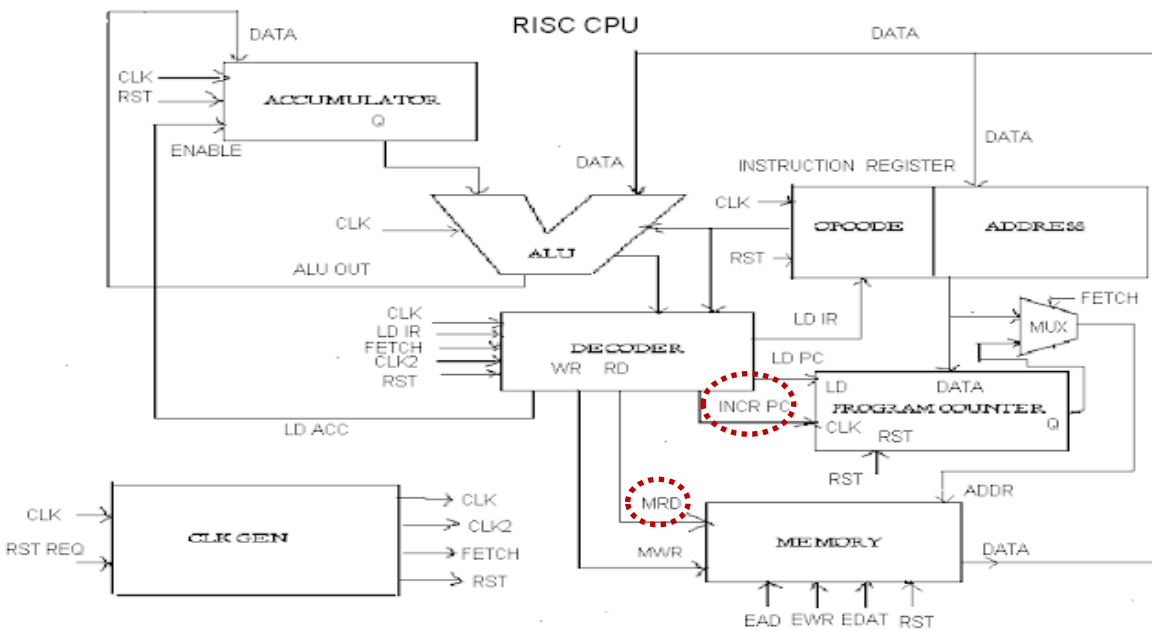 RISC CPU
DATA
DATA
CLK
RST
ACCUMULATOR
Q
ENABLE
DATA
DATA
INSTRUCTION REGISTER
CLK
OPCODE
ADDRESS
CLK
ALU
RST
ALU OUT
FETCH
MUX
CLK
LD IR
FETCH
CLK2
RST
DECODER
WR RD
LD IR
LD PC
INCR PC
LD
DATA
PROGRAM COUNTER
Q
CLK
RST
RST
LD ACC
ADDR
CLK
RST REQ
CLK GEN
CLK
CLK2
FETCH
RST
MRD
MWR
MEMORY
DATA
EAD EWR EDAT RST